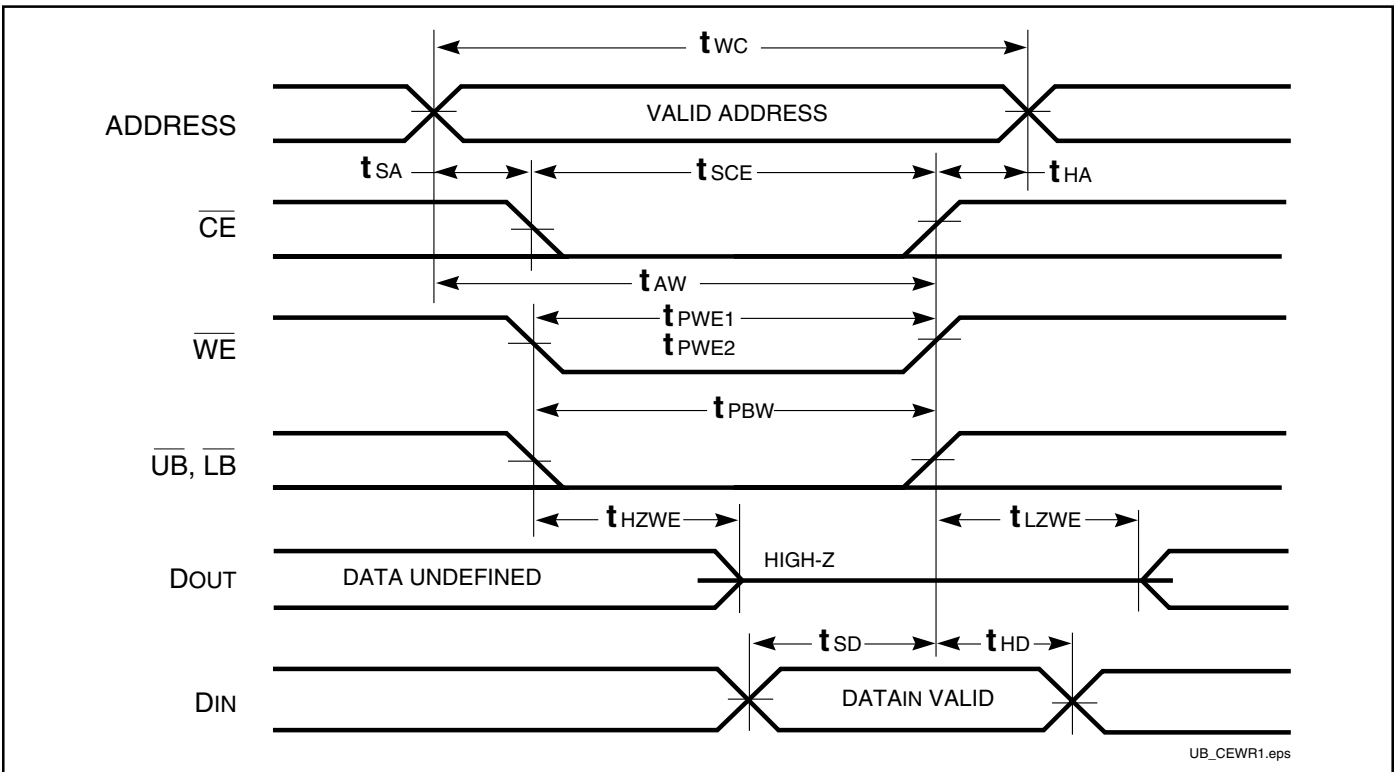 tWC
ADDRESS
VALID ADDRESS
tSA
tSCE
tHA
CE
tAW
tPWE1
WE
tPWE2
tPBW
UB, LB
tHZWE
tLZWE
DOUT
DATA UNDEFINED
HIGH-Z
tSD
tHD
DIN
DATAIN VALID
UB_CEWR1.eps